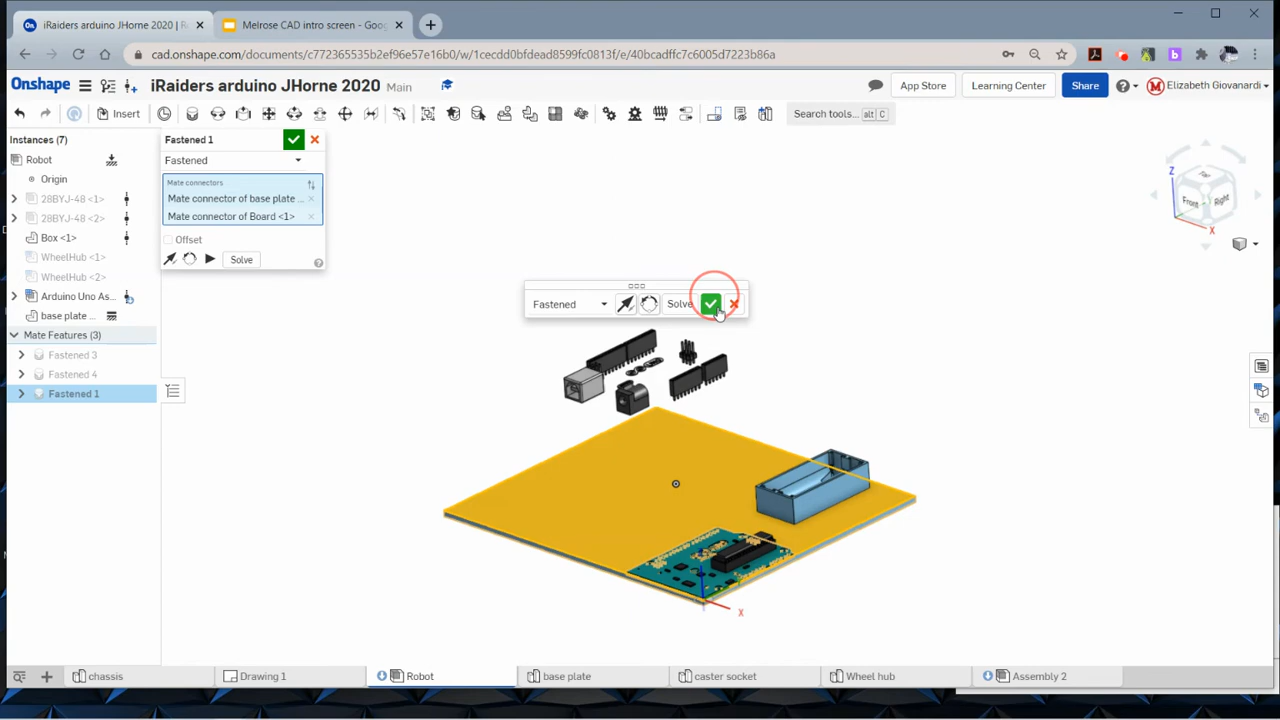 iRaiders arduino JHorne 2020 | R
Melrose CAD intro screen - Goog
cad.onshape.com/documents/c772365535b2ef96e57e16b0/w/1cecdd0bfdead8599fc0813f/e/40bcadffc7c6005d7223b86a
Onshape
iRaiders arduino JHorne 2020 Main
App Store
Learning Center
Share
Elizabeth Giovanardi
Insert
Search tools... alt C
Instances (7)
Robot
Origin
28BYJ-48 <1>
28BYJ-48 <2>
Box <1>
WheelHub <1>
WheelHub <2>
Arduino Uno As...
base plate ...
Mate Features (3)
Fastened 3
Fastened 4
Fastened 1
Fastened 1
Fastened
Mate connectors
Mate connector of base plate ...
Mate connector of Board <1>
Offset
Solve
Fastened
Solve
Z
Front
Right
X
X
chassis
Drawing 1
Robot
base plate
caster socket
Wheel hub
Assembly 2